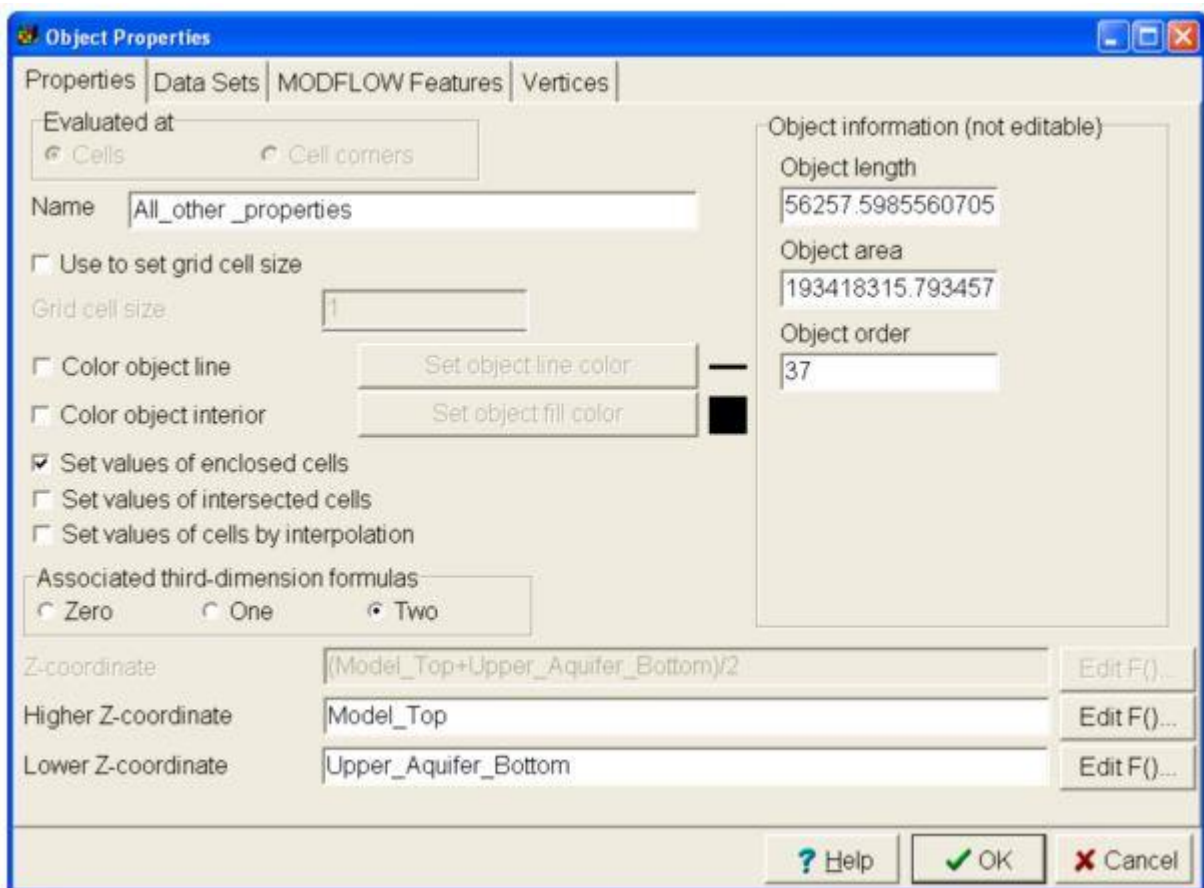 Object Properties
Properties Data Sets MODFLOW Features Vertices
Evaluated at
Cells Cell corners
Name All_other _properties
Use to set grid cell size
Grid cell size 1
Color object line Set object line color
Color object interior Set object fill color
Set values of enclosed cells
Set values of intersected cells
Set values of cells by interpolation
Associated third-dimension formulas
Zero One Two
Object information (not editable)
Object length
56257.5985560705
Object area
193418315.793457
Object order
37
Z-coordinate (Model_Top+Upper_Aquifer_Bottom)/2 Edit F()...
Higher Z-coordinate Model_Top Edit F()...
Lower Z-coordinate Upper_Aquifer_Bottom Edit F()...
? Help OK Cancel